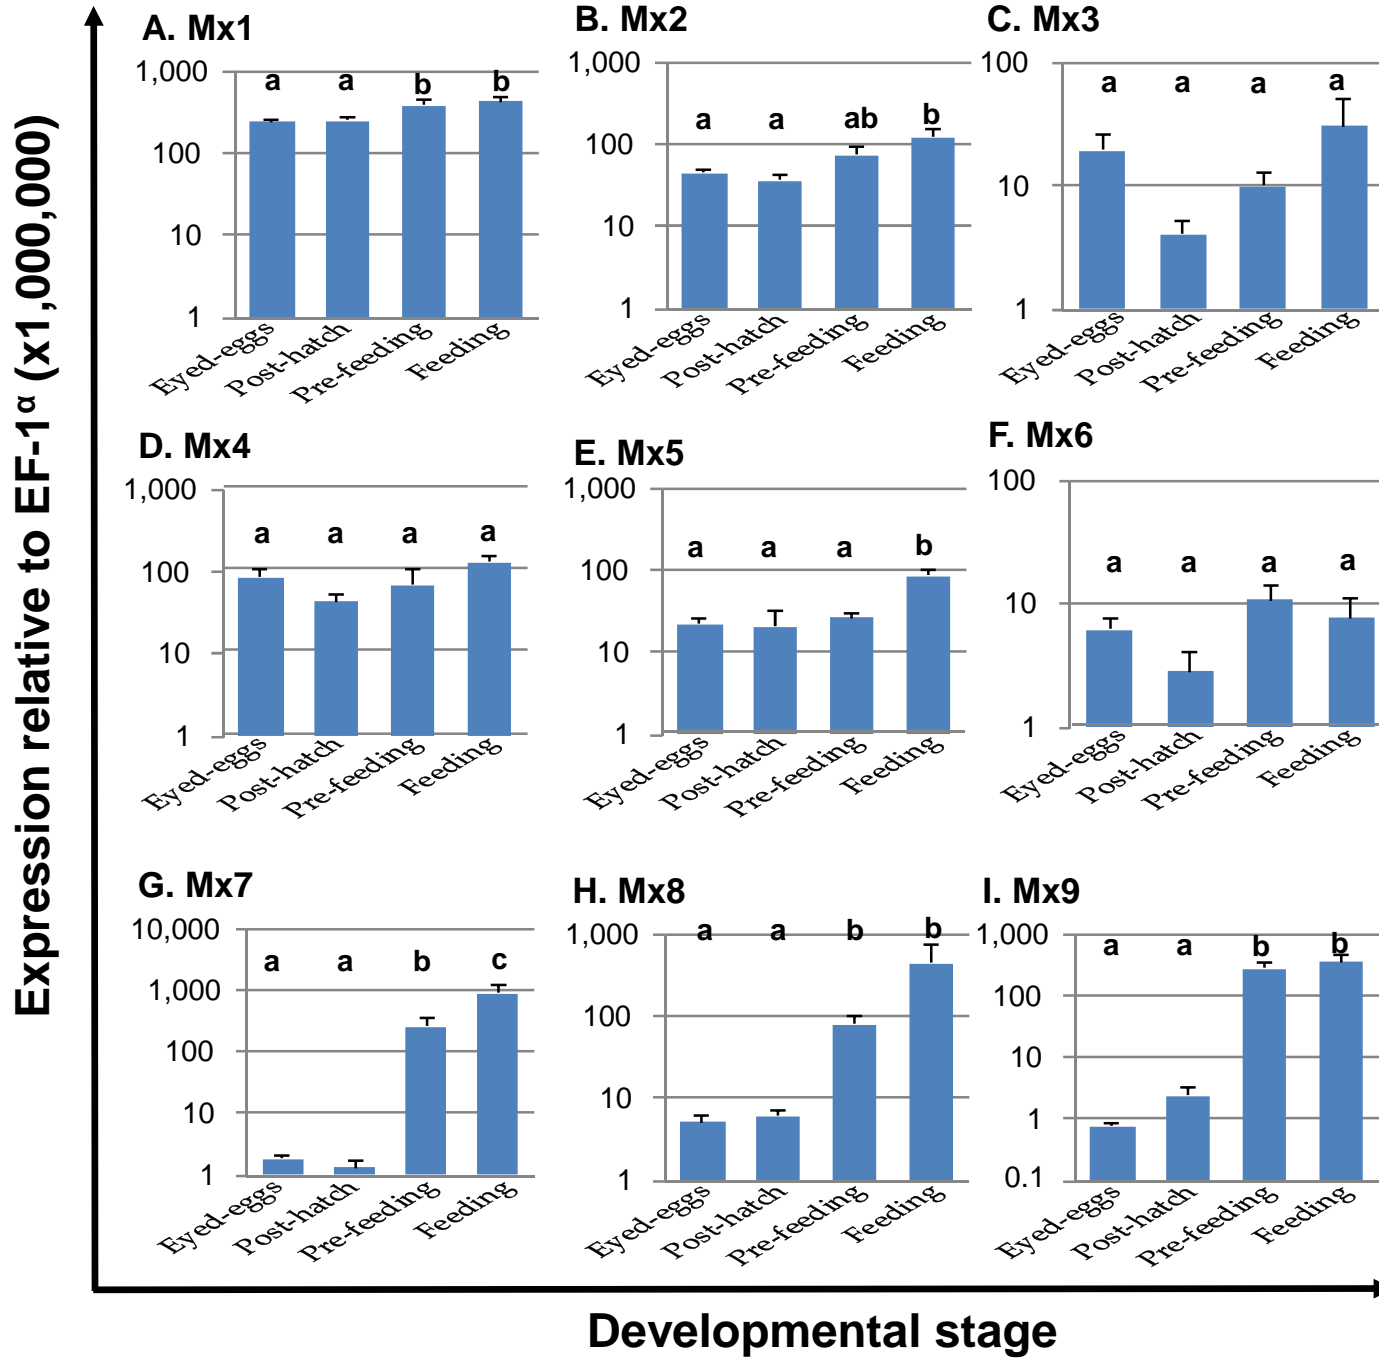 Expression relative to EF-1α (x1,000,000)
A. Mx1
1,000
100
10
1
a a b b
Eyed-eggs
Post-hatch
Pre-feeding
Feeding
B. Mx2
1,000
100
10
1
a a ab b
Eyed-eggs
Post-hatch
Pre-feeding
Feeding
C. Mx3
100
10
1
a a a a
Eyed-eggs
Post-hatch
Pre-feeding
Feeding
D. Mx4
1,000
100
10
1
a a a a
Eyed-eggs
Post-hatch
Pre-feeding
Feeding
E. Mx5
1,000
100
10
1
a a a b
Eyed-eggs
Post-hatch
Pre-feeding
Feeding
F. Mx6
100
10
1
a a a a
Eyed-eggs
Post-hatch
Pre-feeding
Feeding
G. Mx7
10,000
1,000
100
10
1
a a b c
Eyed-eggs
Post-hatch
Pre-feeding
Feeding
H. Mx8
1,000
100
10
1
a a b b
Eyed-eggs
Post-hatch
Pre-feeding
Feeding
I. Mx9
1,000
100
10
1
0.1
a a b b
Eyed-eggs
Post-hatch
Pre-feeding
Feeding
Developmental stage